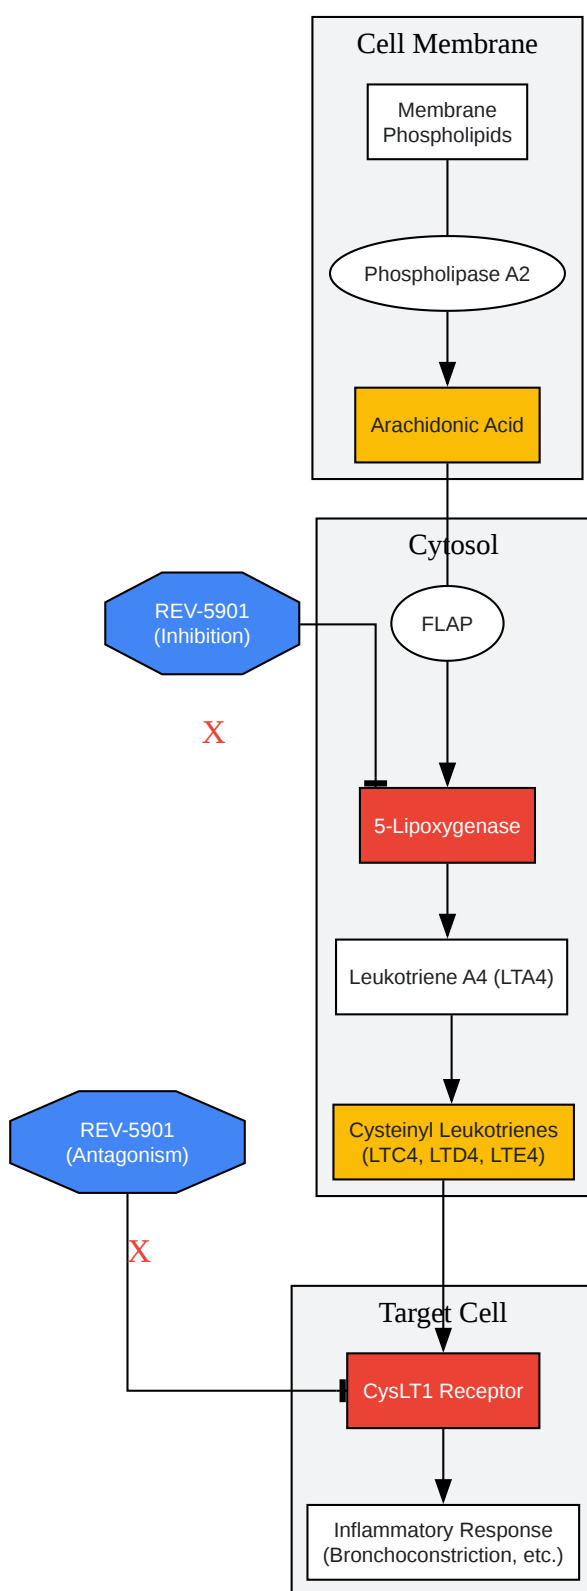 Cell Membrane
Membrane
Phospholipids
Phospholipase A2
Arachidonic Acid
Cytosol
REV-5901
(Inhibition)
FLAP
X
5-Lipoxygenase
Leukotriene A4 (LTA4)
REV-5901
(Antagonism)
Cysteinyl Leukotrienes
(LTC4, LTD4, LTE4)
X
Target Cell
CysLT1 Receptor
Inflammatory Response
(Bronchoconstriction, etc.)